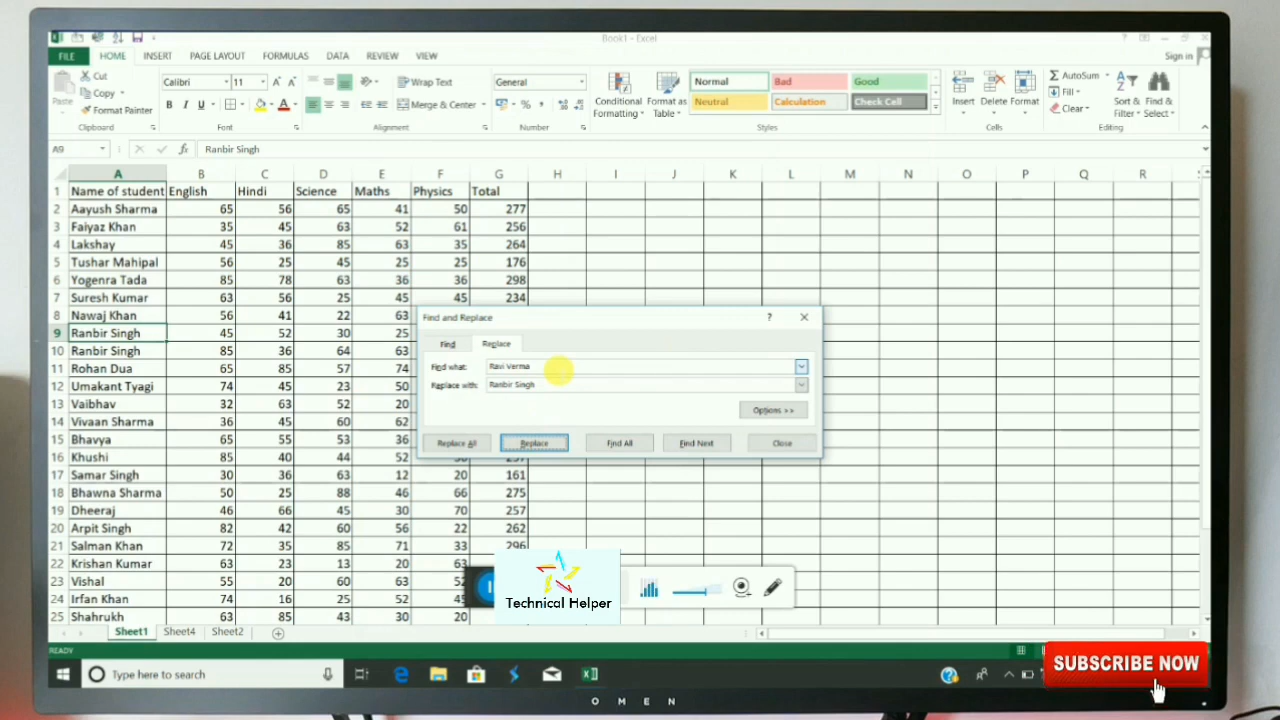 Book1 - Excel
FILE HOME INSERT PAGE LAYOUT FORMULAS DATA REVIEW VIEW Sign in
Cut
Copy
Format Painter
Paste
Calibri 11
Wrap Text
Merge & Center
General
Conditional Formatting
Format as Table
Normal Bad Good
Neutral Calculation Check Cell
Insert Delete Format
AutoSum
Fill
Clear
Sort & Filter
Find & Select
Clipboard Font Alignment Number Styles Cells Editing
A9 Ranbir Singh
A B C D E F G H I J K L M N O P Q R
1 Name of student English Hindi Science Maths Physics Total
2 Aayush Sharma 65 56 65 41 50 277
3 Faiyaz Khan 35 45 63 52 61 256
4 Lakshay 45 36 85 63 35 264
5 Tushar Mahipal 56 25 45 25 25 176
6 Yogenra Tada 85 78 63 36 36 298
7 Suresh Kumar 63 56 25 45 45 234
8 Nawaj Khan 56 41 22 63
9 Ranbir Singh 45 52 30 25
10 Ranbir Singh 85 36 64 63
11 Rohan Dua 65 35 57 74
12 Umakant Tyagi 74 45 23 50
13 Vaibhav 32 63 52 20
14 Vivaan Sharma 36 45 60 62
15 Bhavya 65 55 53 36
16 Khushi 85 40 44 52
17 Samar Singh 30 36 63 12 20 161
18 Bhawna Sharma 50 25 88 46 66 275
19 Dheeraj 46 66 45 30 70 257
20 Arpit Singh 82 42 60 56 22 262
21 Salman Khan 72 35 85 71 33 296
22 Krishan Kumar 63 23 13 20 63
23 Vishal 55 20 60 63
24 Irfan Khan 74 16 25 52
25 Shahrukh 63 85 43 30 20
Find and Replace ?
Find Replace
Find what: Ravi Verma
Replace with: Ranbir Singh
Options >>
Replace All Replace Find All Find Next Close
Technical Helper
Sheet1 Sheet4 Sheet2
READY
Type here to search
SUBSCRIBE NOW
OMEN